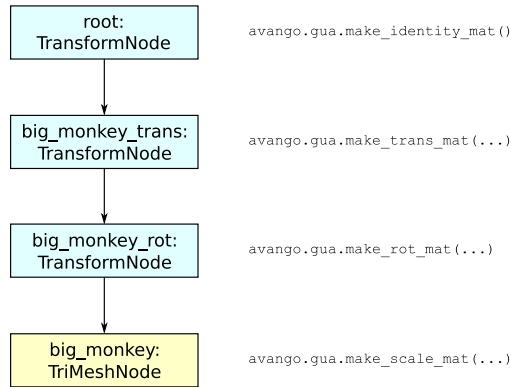 root:
TransformNode
avango.gua.make_identity_mat()
big_monkey_trans:
TransformNode
avango.gua.make_trans_mat(...)
big_monkey_rot:
TransformNode
avango.gua.make_rot_mat(...)
big_monkey:
TriMeshNode
avango.gua.make_scale_mat(...)